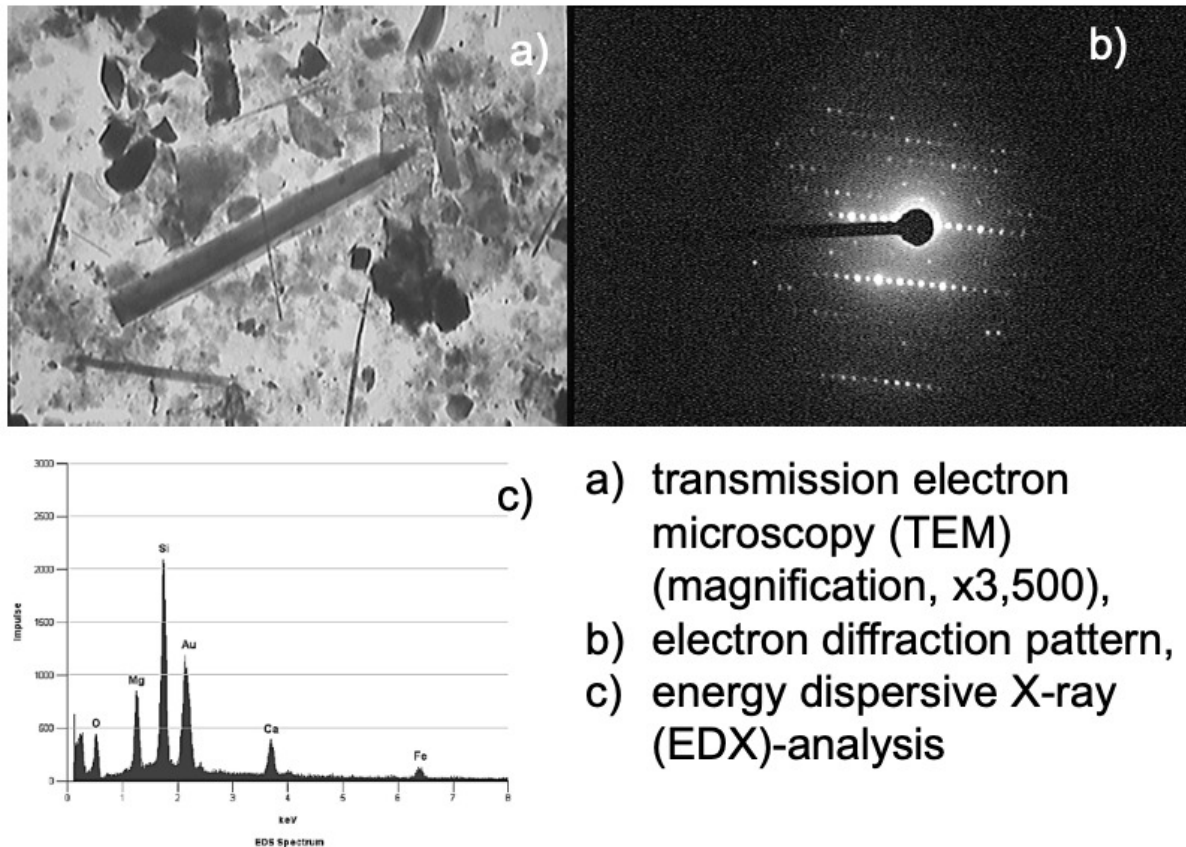 a)
b)
c)
3000
2500
2000
1500
1000
500
0
Si
Au
Mg
O
Ca
Fe
Impulse
0 1 2 3 4 5 6 7 8
keV
EDS Spectrum
a) transmission electron
microscopy (TEM)
(magnification, x3,500),
b) electron diffraction pattern,
c) energy dispersive X-ray
(EDX)-analysis